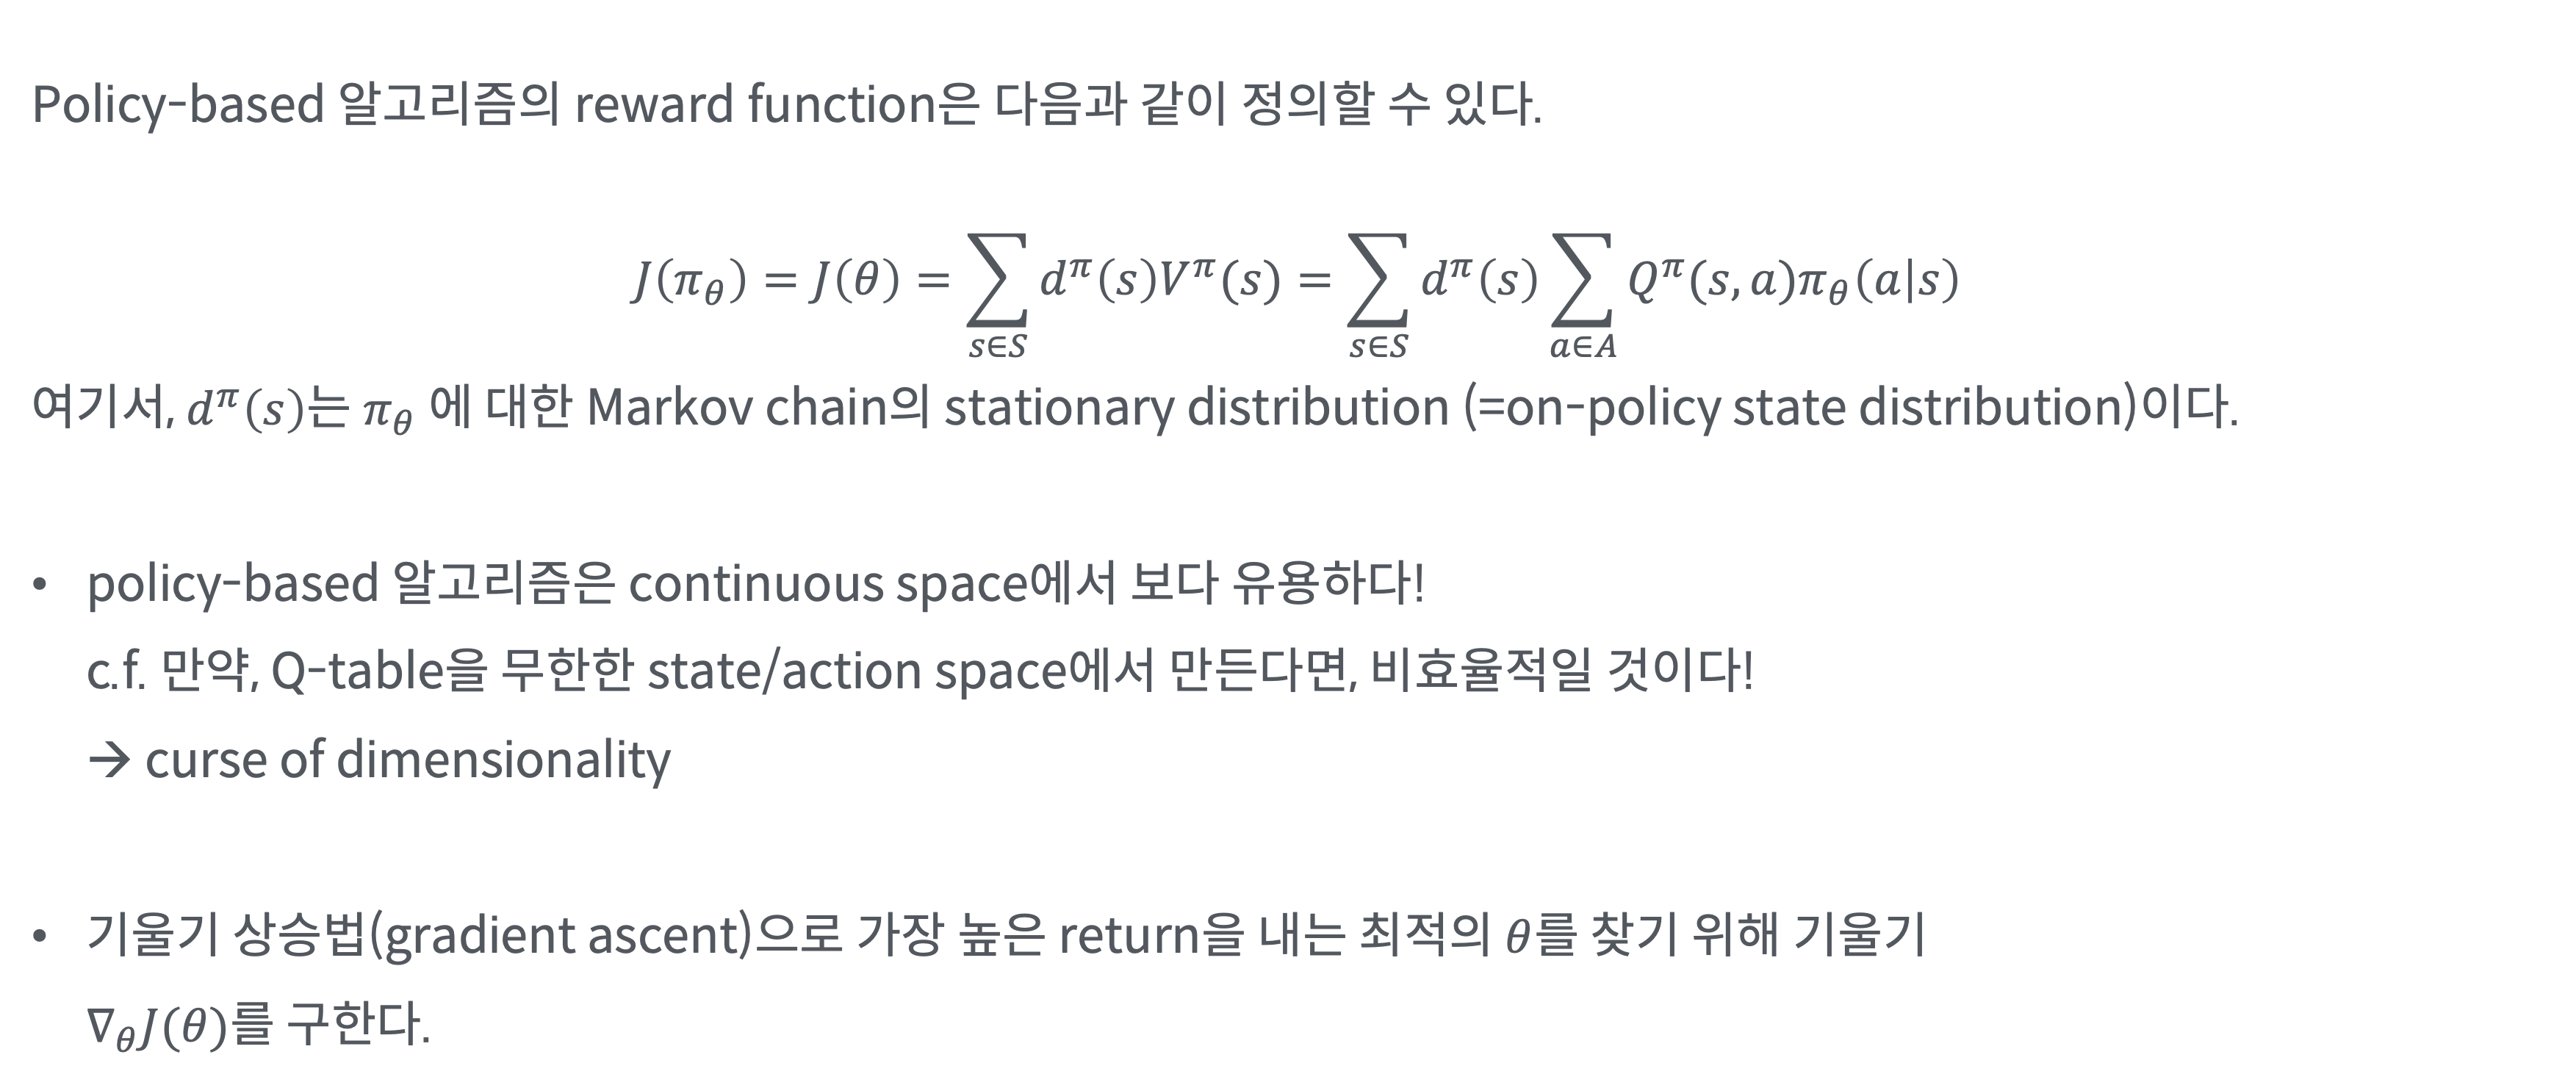 Policy-based 알고리즘의 reward function은 다음과 같이 정의할 수 있다.
J(π_θ) = J(θ) = ∑_{s∈S} d^π(s)V^π(s) = ∑_{s∈S} d^π(s) ∑_{a∈A} Q^π(s, a)π_θ(a|s)
여기서, d^π(s)는 π_θ 에 대한 Markov chain의 stationary distribution (=on-policy state distribution)이다.
• policy-based 알고리즘은 continuous space에서 보다 유용하다!
c.f. 만약, Q-table을 무한한 state/action space에서 만든다면, 비효율적일 것이다!
→ curse of dimensionality
• 기울기 상승법(gradient ascent)으로 가장 높은 return을 내는 최적의 θ를 찾기 위해 기울기
∇_θJ(θ)를 구한다.